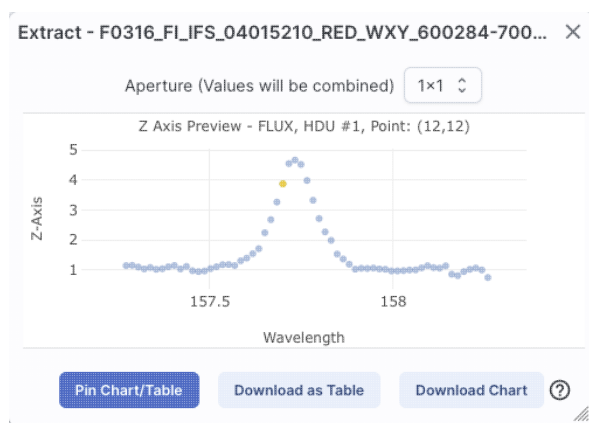 Extract - F0316_FI_IFS_04015210_RED_WXY_600284-700...
Aperture (Values will be combined) 1×1
Z Axis Preview - FLUX, HDU #1, Point: (12,12)
5
4
3
2
1
Z-Axis
157.5 158
Wavelength
Pin Chart/Table Download as Table Download Chart ?